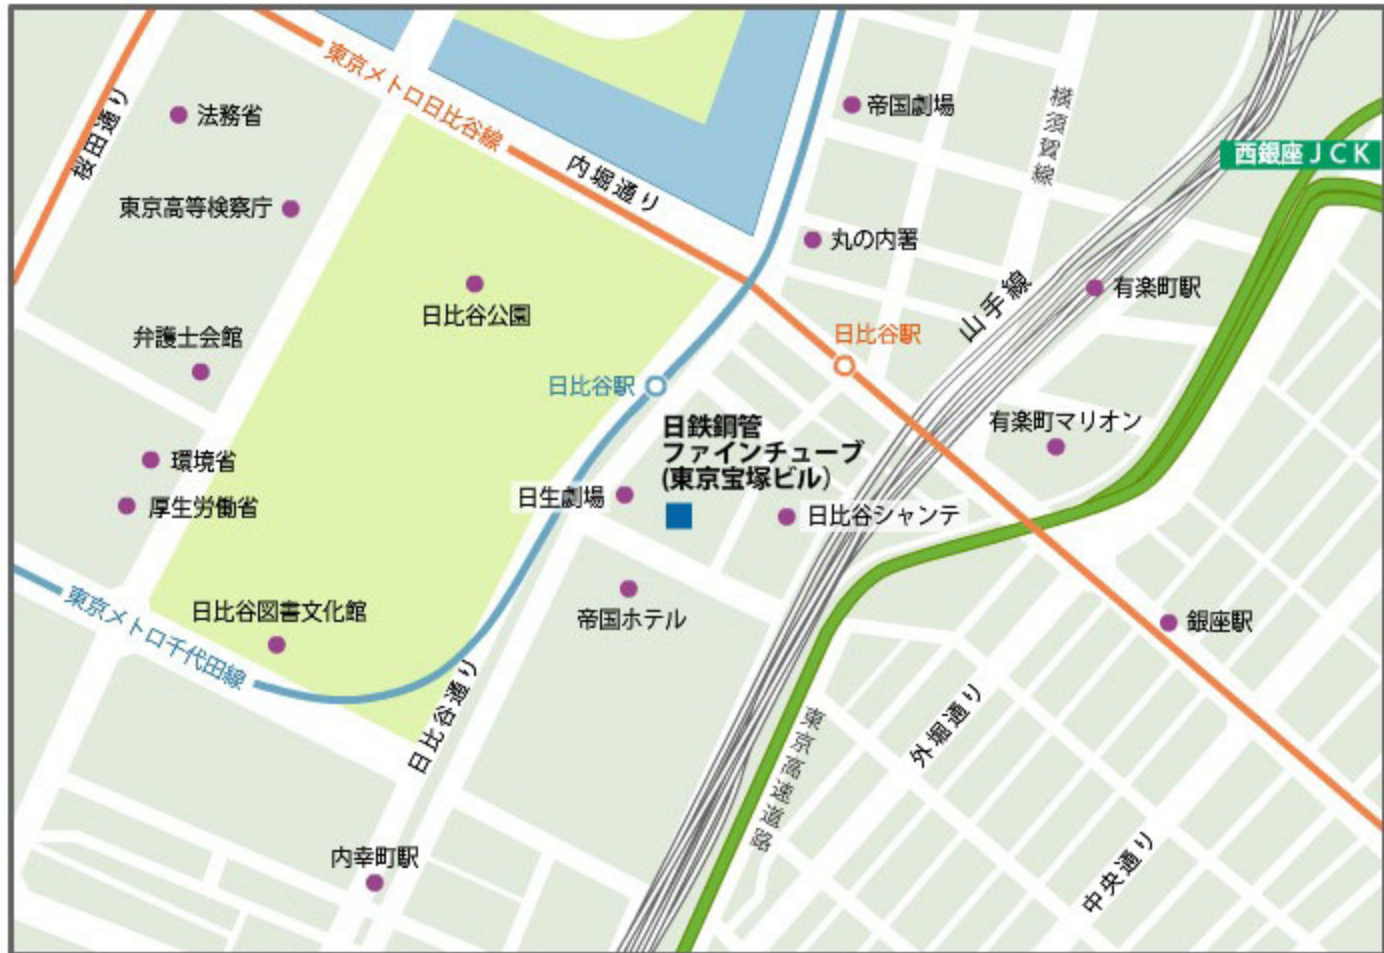 東京メトロ日比谷線
桜田通り
法務省
帝国劇場
横須賀線
西銀座JCK
内堀通り
東京高等検察庁
丸の内署
日比谷公園
山手線
有楽町駅
弁護士会館
日比谷駅
日比谷駅
日鉄鋼管
ファインチューブ
(東京宝塚ビル)
有楽町マリオン
環境省
厚生労働省
日生劇場
日比谷シャンテ
東京メトロ千代田線
日比谷図書文化館
帝国ホテル
銀座駅
日比谷通り
外堀通り
東京高速道路
内幸町駅
中央通り